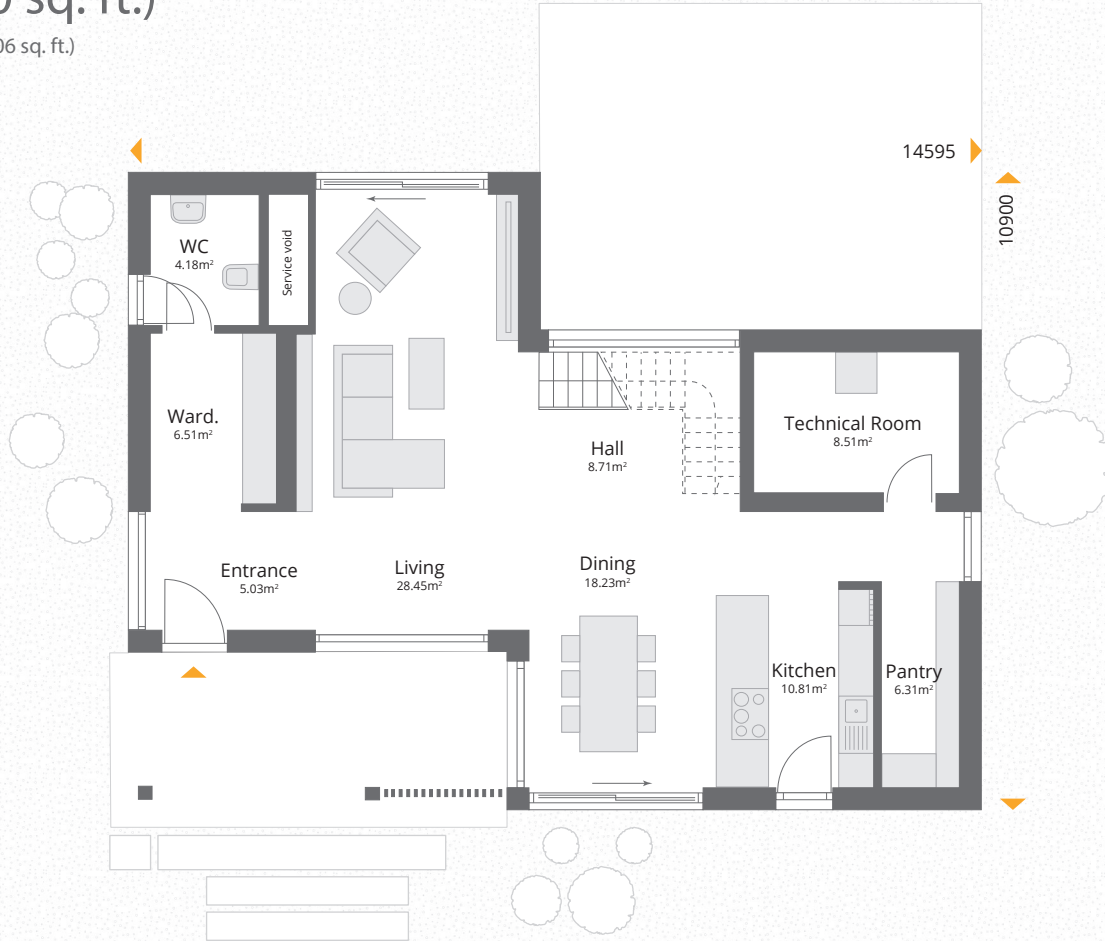 sq. ft.)
06 sq. ft.)
14595
10900
WC
4.18m²
Service void
Ward.
6.51m²
Technical Room
8.51m²
Hall
8.71m²
Entrance
5.03m²
Living
28.45m²
Dining
18.23m²
Kitchen
10.81m²
Pantry
6.31m²